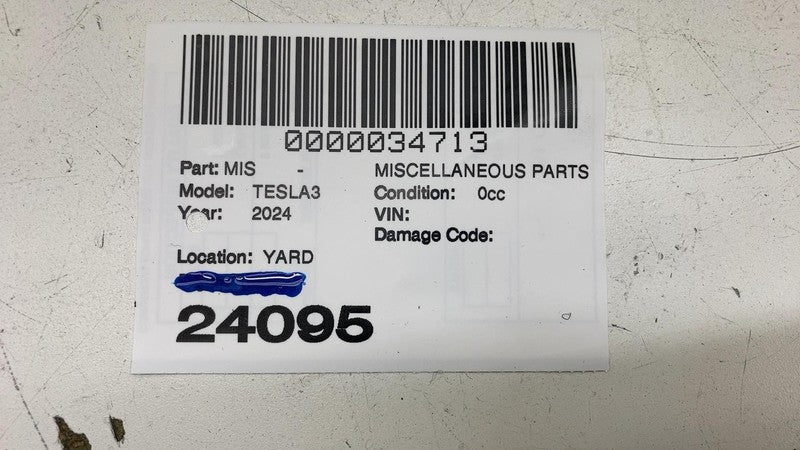 0000034713
Part: MIS - MISCELLANEOUS PARTS
Model: TESLA3 Condition: 0cc
Year: 2024 VIN:
Damage Code:
Location: YARD
24095